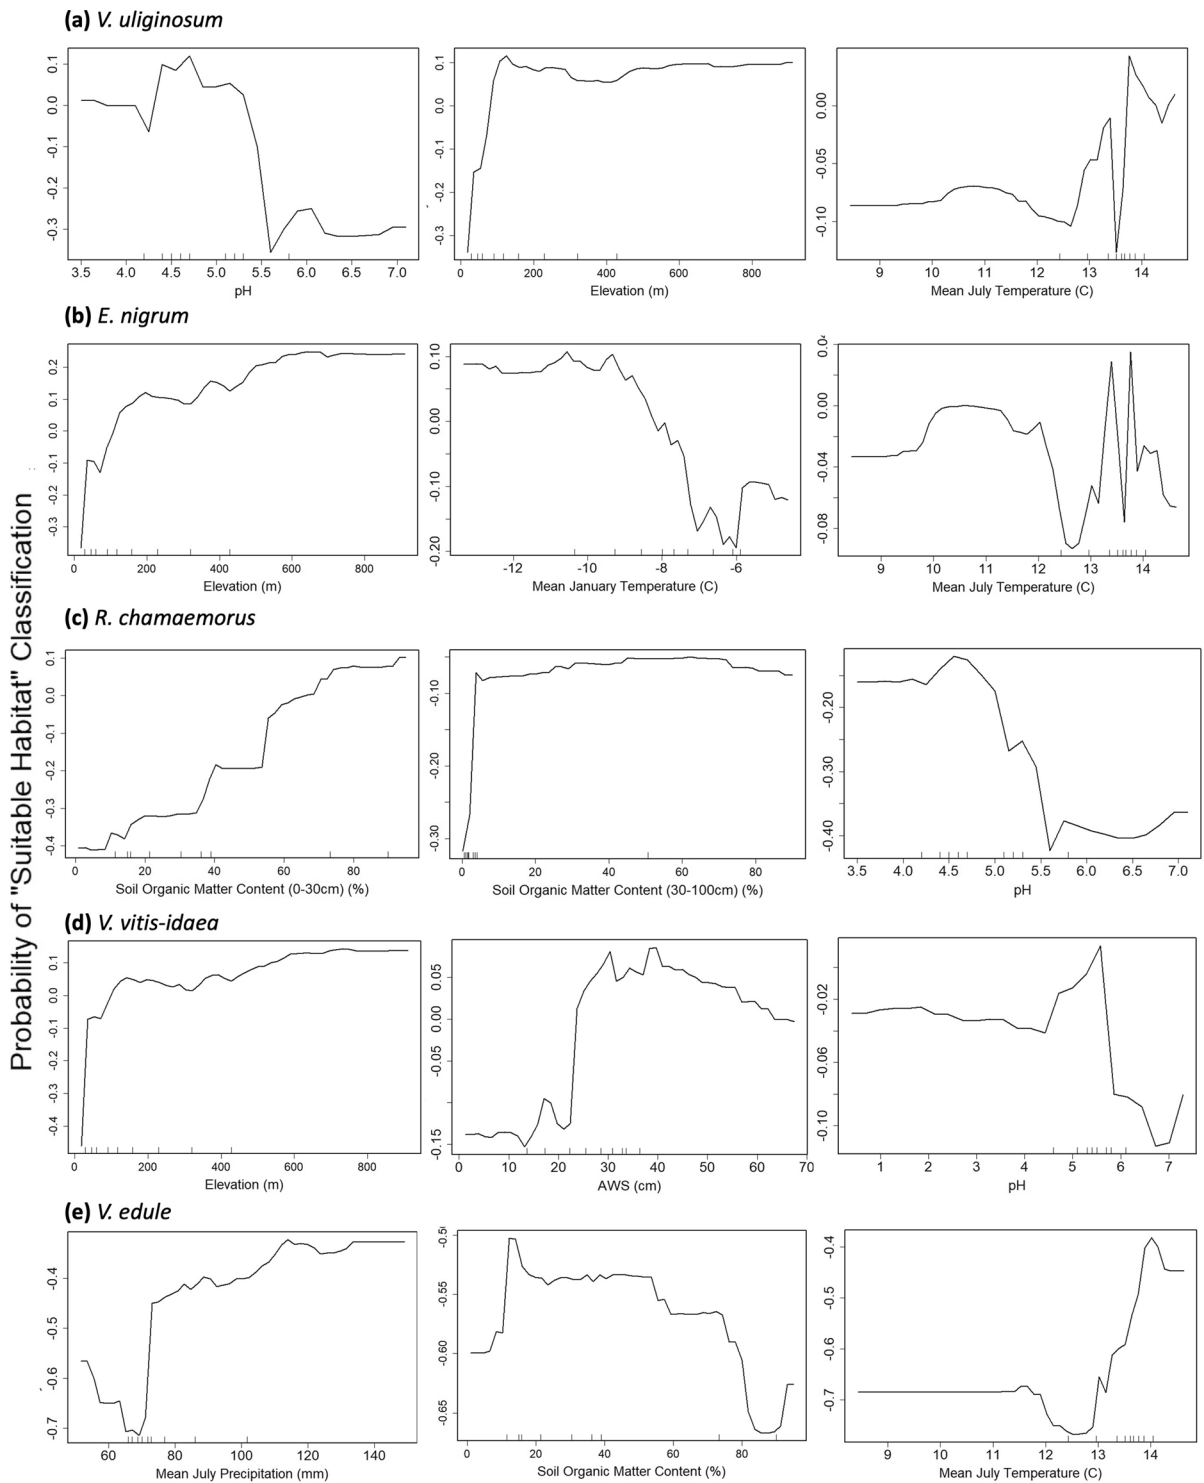 Probability of "Suitable Habitat" Classification
(a) V. uliginosum
0.1
0.0
-0.1
-0.2
-0.3
3.5 4.0 4.5 5.0 5.5 6.0 6.5 7.0
pH
0.1
0.0
-0.1
-0.2
-0.3
0 200 400 600 800
Elevation (m)
0.00
-0.05
-0.10
9 10 11 12 13 14
Mean July Temperature (C)
(b) E. nigrum
0.2
0.1
0.0
-0.1
-0.2
-0.3
0 200 400 600 800
Elevation (m)
0.10
0.00
-0.10
-0.20
-12 -10 -8 -6
Mean January Temperature (C)
0.00
-0.04
-0.08
9 10 11 12 13 14
Mean July Temperature (C)
(c) R. chamaemorus
0.1
0.0
-0.1
-0.2
-0.3
-0.4
0 20 40 60 80
Soil Organic Matter Content (0-30cm) (%)
-0.10
-0.20
-0.30
0 20 40 60 80
Soil Organic Matter Content (30-100cm) (%)
-0.20
-0.30
-0.40
3.5 4.0 4.5 5.0 5.5 6.0 6.5 7.0
pH
(d) V. vitis-idaea
0.1
0.0
-0.1
-0.2
-0.3
-0.4
0 200 400 600 800
Elevation (m)
0.05
0.00
-0.05
-0.15
0 10 20 30 40 50 60 70
AWS (cm)
-0.02
-0.06
-0.10
1 2 3 4 5 6 7
pH
(e) V. edule
-0.4
-0.5
-0.6
-0.7
60 80 100 120 140
Mean July Precipitation (mm)
-0.55
-0.60
-0.65
0 20 40 60 80
Soil Organic Matter Content (%)
-0.4
-0.5
-0.6
-0.7
9 10 11 12 13 14
Mean July Temperature (C)